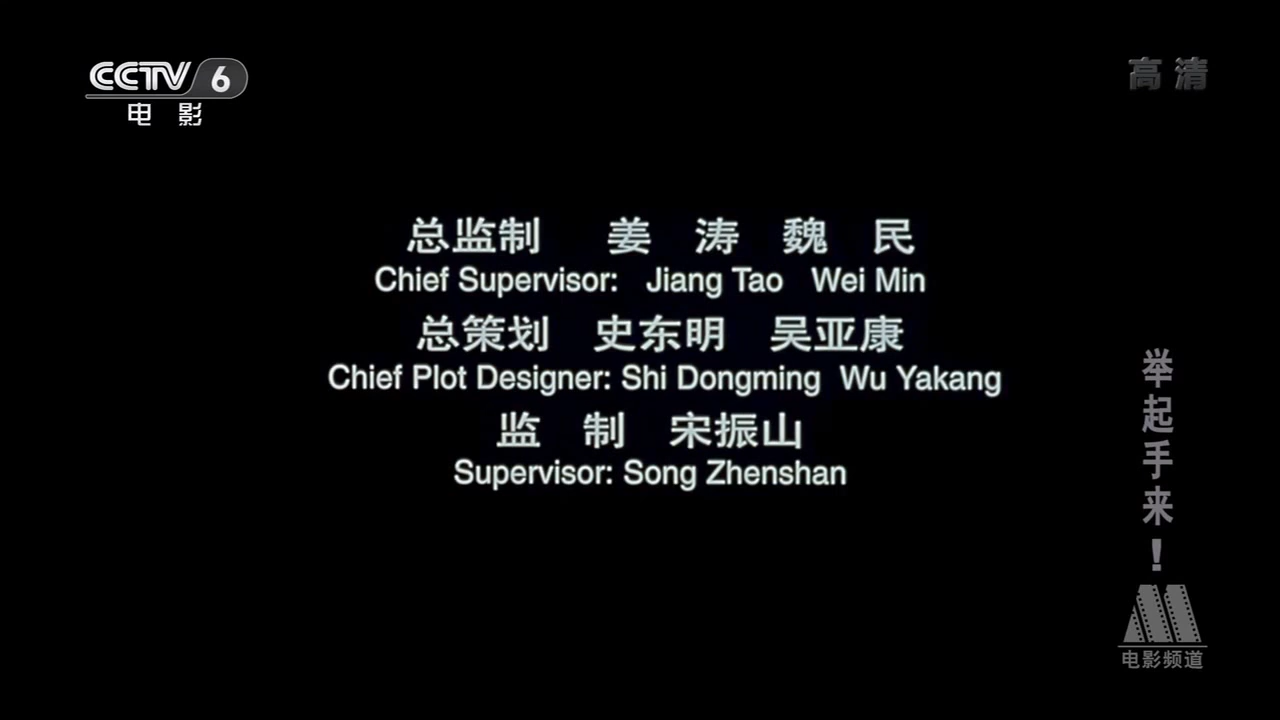 CCTV 6
电影
高清
总监制 姜 涛 魏 民
Chief Supervisor: Jiang Tao Wei Min
总策划 史东明 吴亚康
Chief Plot Designer: Shi Dongming Wu Yakang
监 制 宋振山
Supervisor: Song Zhenshan
举起手来!
电影频道